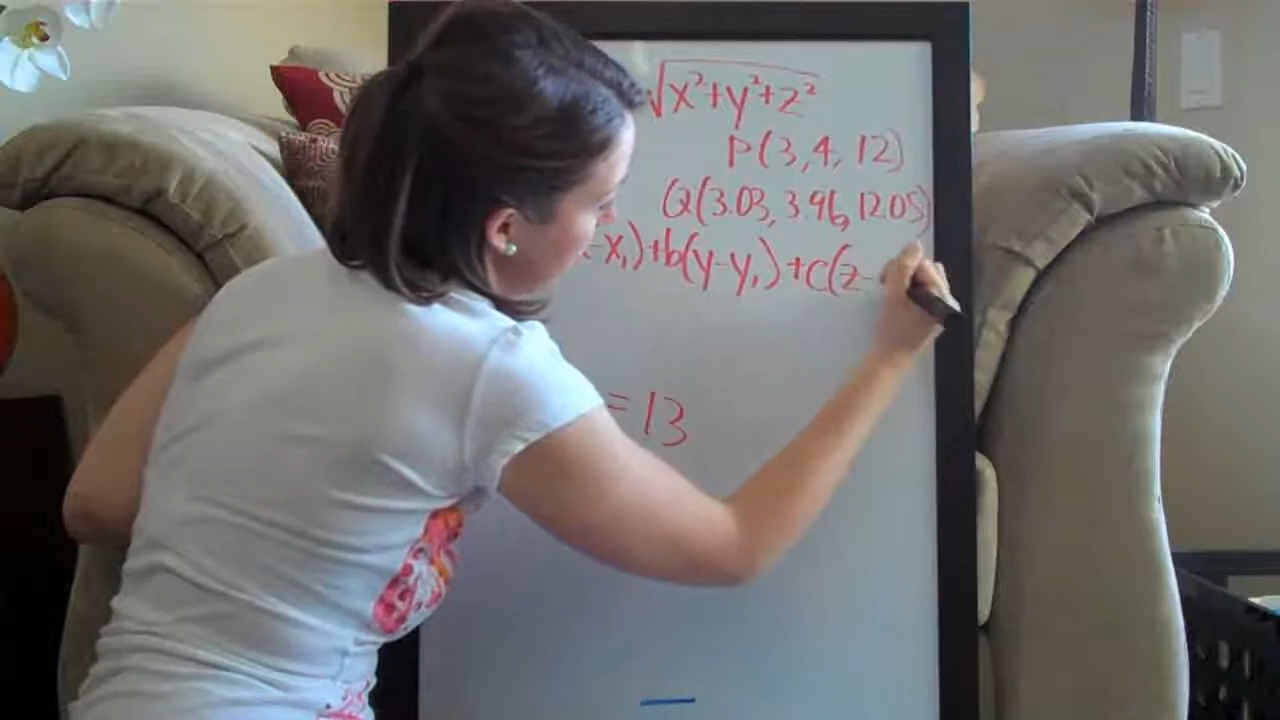 √x²+y²+z²
P(3,4,12)
Q(3.03, 3.96, 12.05)
-x₁)+b(y-y₁)+c(z-
=13